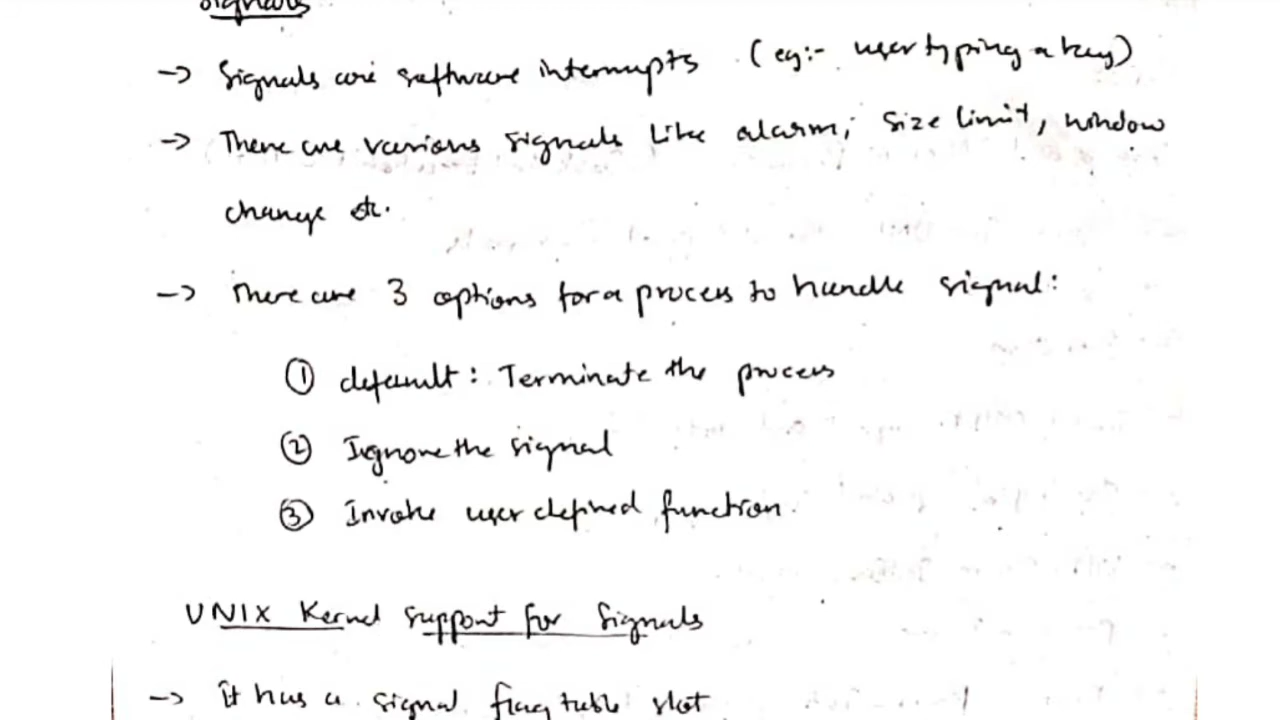 Signals
-> Signals are software interrupts (eg:- user typing a key)
-> There are various signals like alarm, size limit, window
change etc.
-> There are 3 options for a process to handle signal:
① default: Terminate the process
② Ignore the signal
③ Invoke user defined function.
UNIX Kernel support for Signals
-> it has a signal flag table slot